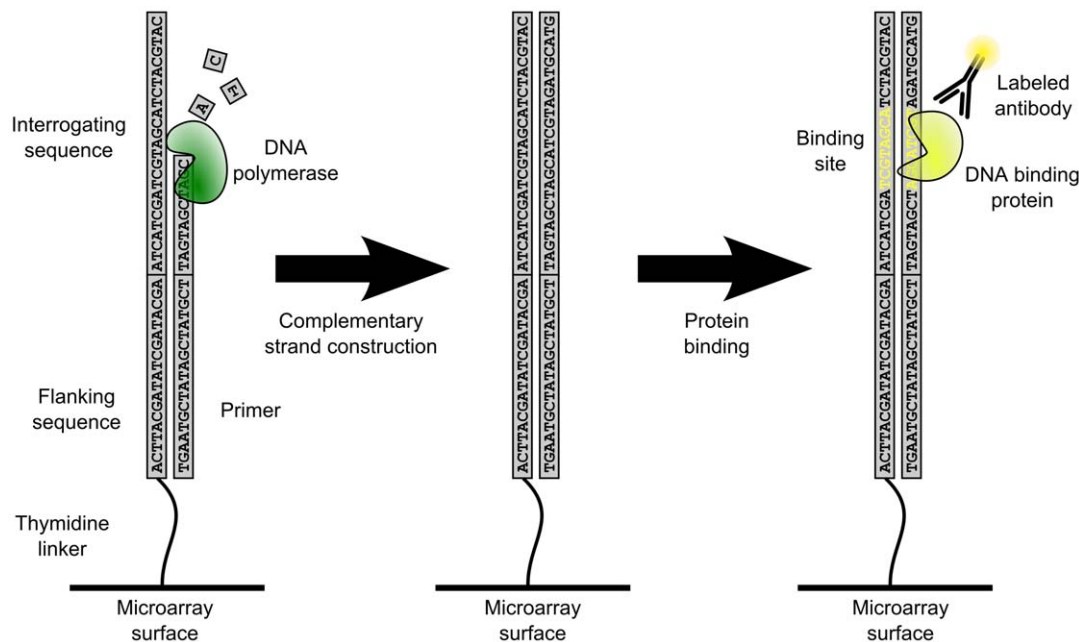 Interrogating
sequence
ATCATCGATCGTAGCATCTACGTAC
TAGTAGCTAGC
A
C
T
DNA
polymerase
Flanking
sequence
ACTTACGATATCGATACGA
TGAATGCTATAGCTATGCT
Primer
Thymidine
linker
Microarray
surface
Complementary
strand construction
ATCATCGATCGTAGCATCTACGTAC
TAGTAGCTAGCATCGTAGATGCATG
ACTTACGATATCGATACGA
TGAATGCTATAGCTATGCT
Microarray
surface
Protein
binding
Binding
site
ATCATCGATCGTAGCATCTACGTAC
TAGTAGCT
AGATGCATG
Labeled
antibody
DNA binding
protein
ACTTACGATATCGATACGA
TGAATGCTATAGCTATGCT
Microarray
surface